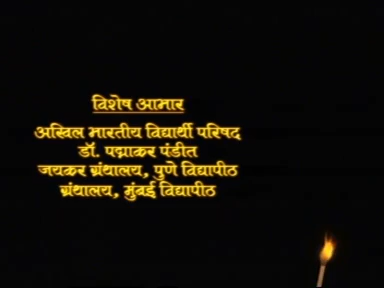 विशेष आभार
अखिल भारतीय विद्यार्थी परिषद
डॉ. पद्माकर पंडीत
जयकर ग्रंथालय, पुणे विद्यापीठ
ग्रंथालय, मुंबई विद्यापीठ